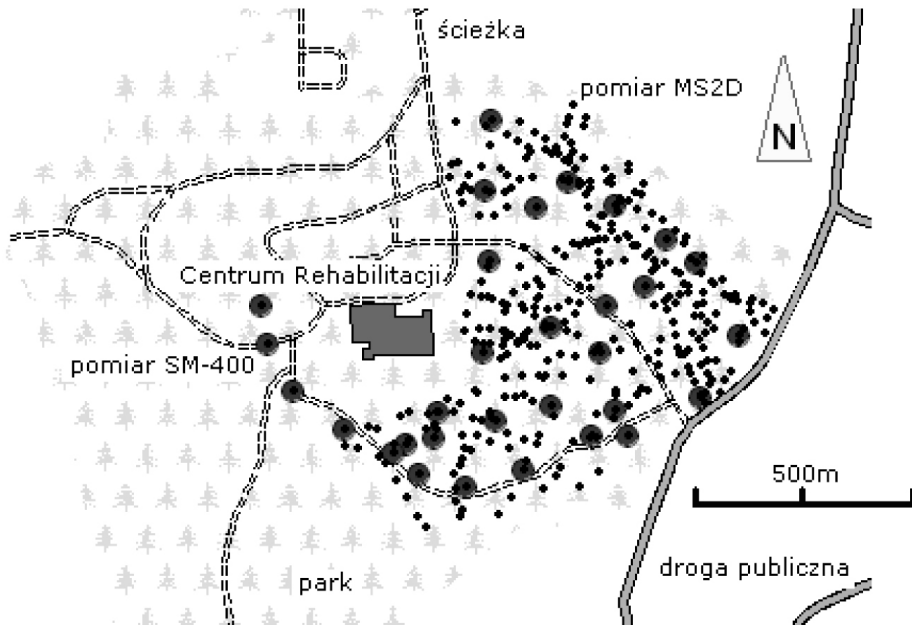 ścieżka
pomiar MS2D
N
Centrum Rehabilitacji
pomiar SM-400
500m
droga publiczna
park